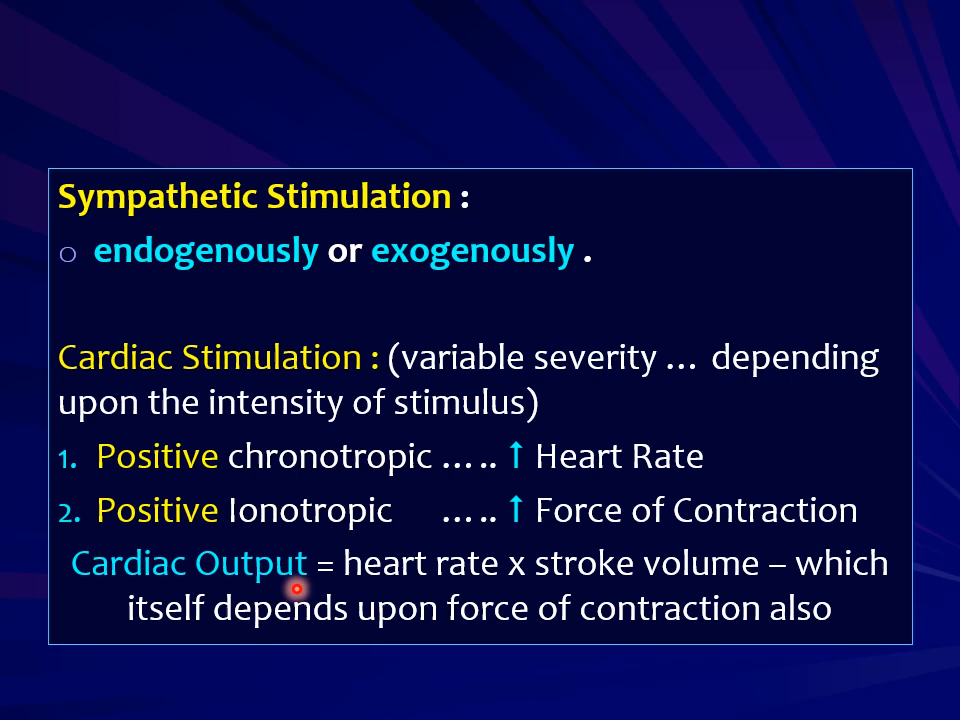 Sympathetic Stimulation :
o endogenously or exogenously .
Cardiac Stimulation : (variable severity … depending
upon the intensity of stimulus)
1. Positive chronotropic ….. ↑ Heart Rate
2. Positive Ionotropic ….. ↑ Force of Contraction
Cardiac Output = heart rate x stroke volume – which
itself depends upon force of contraction also